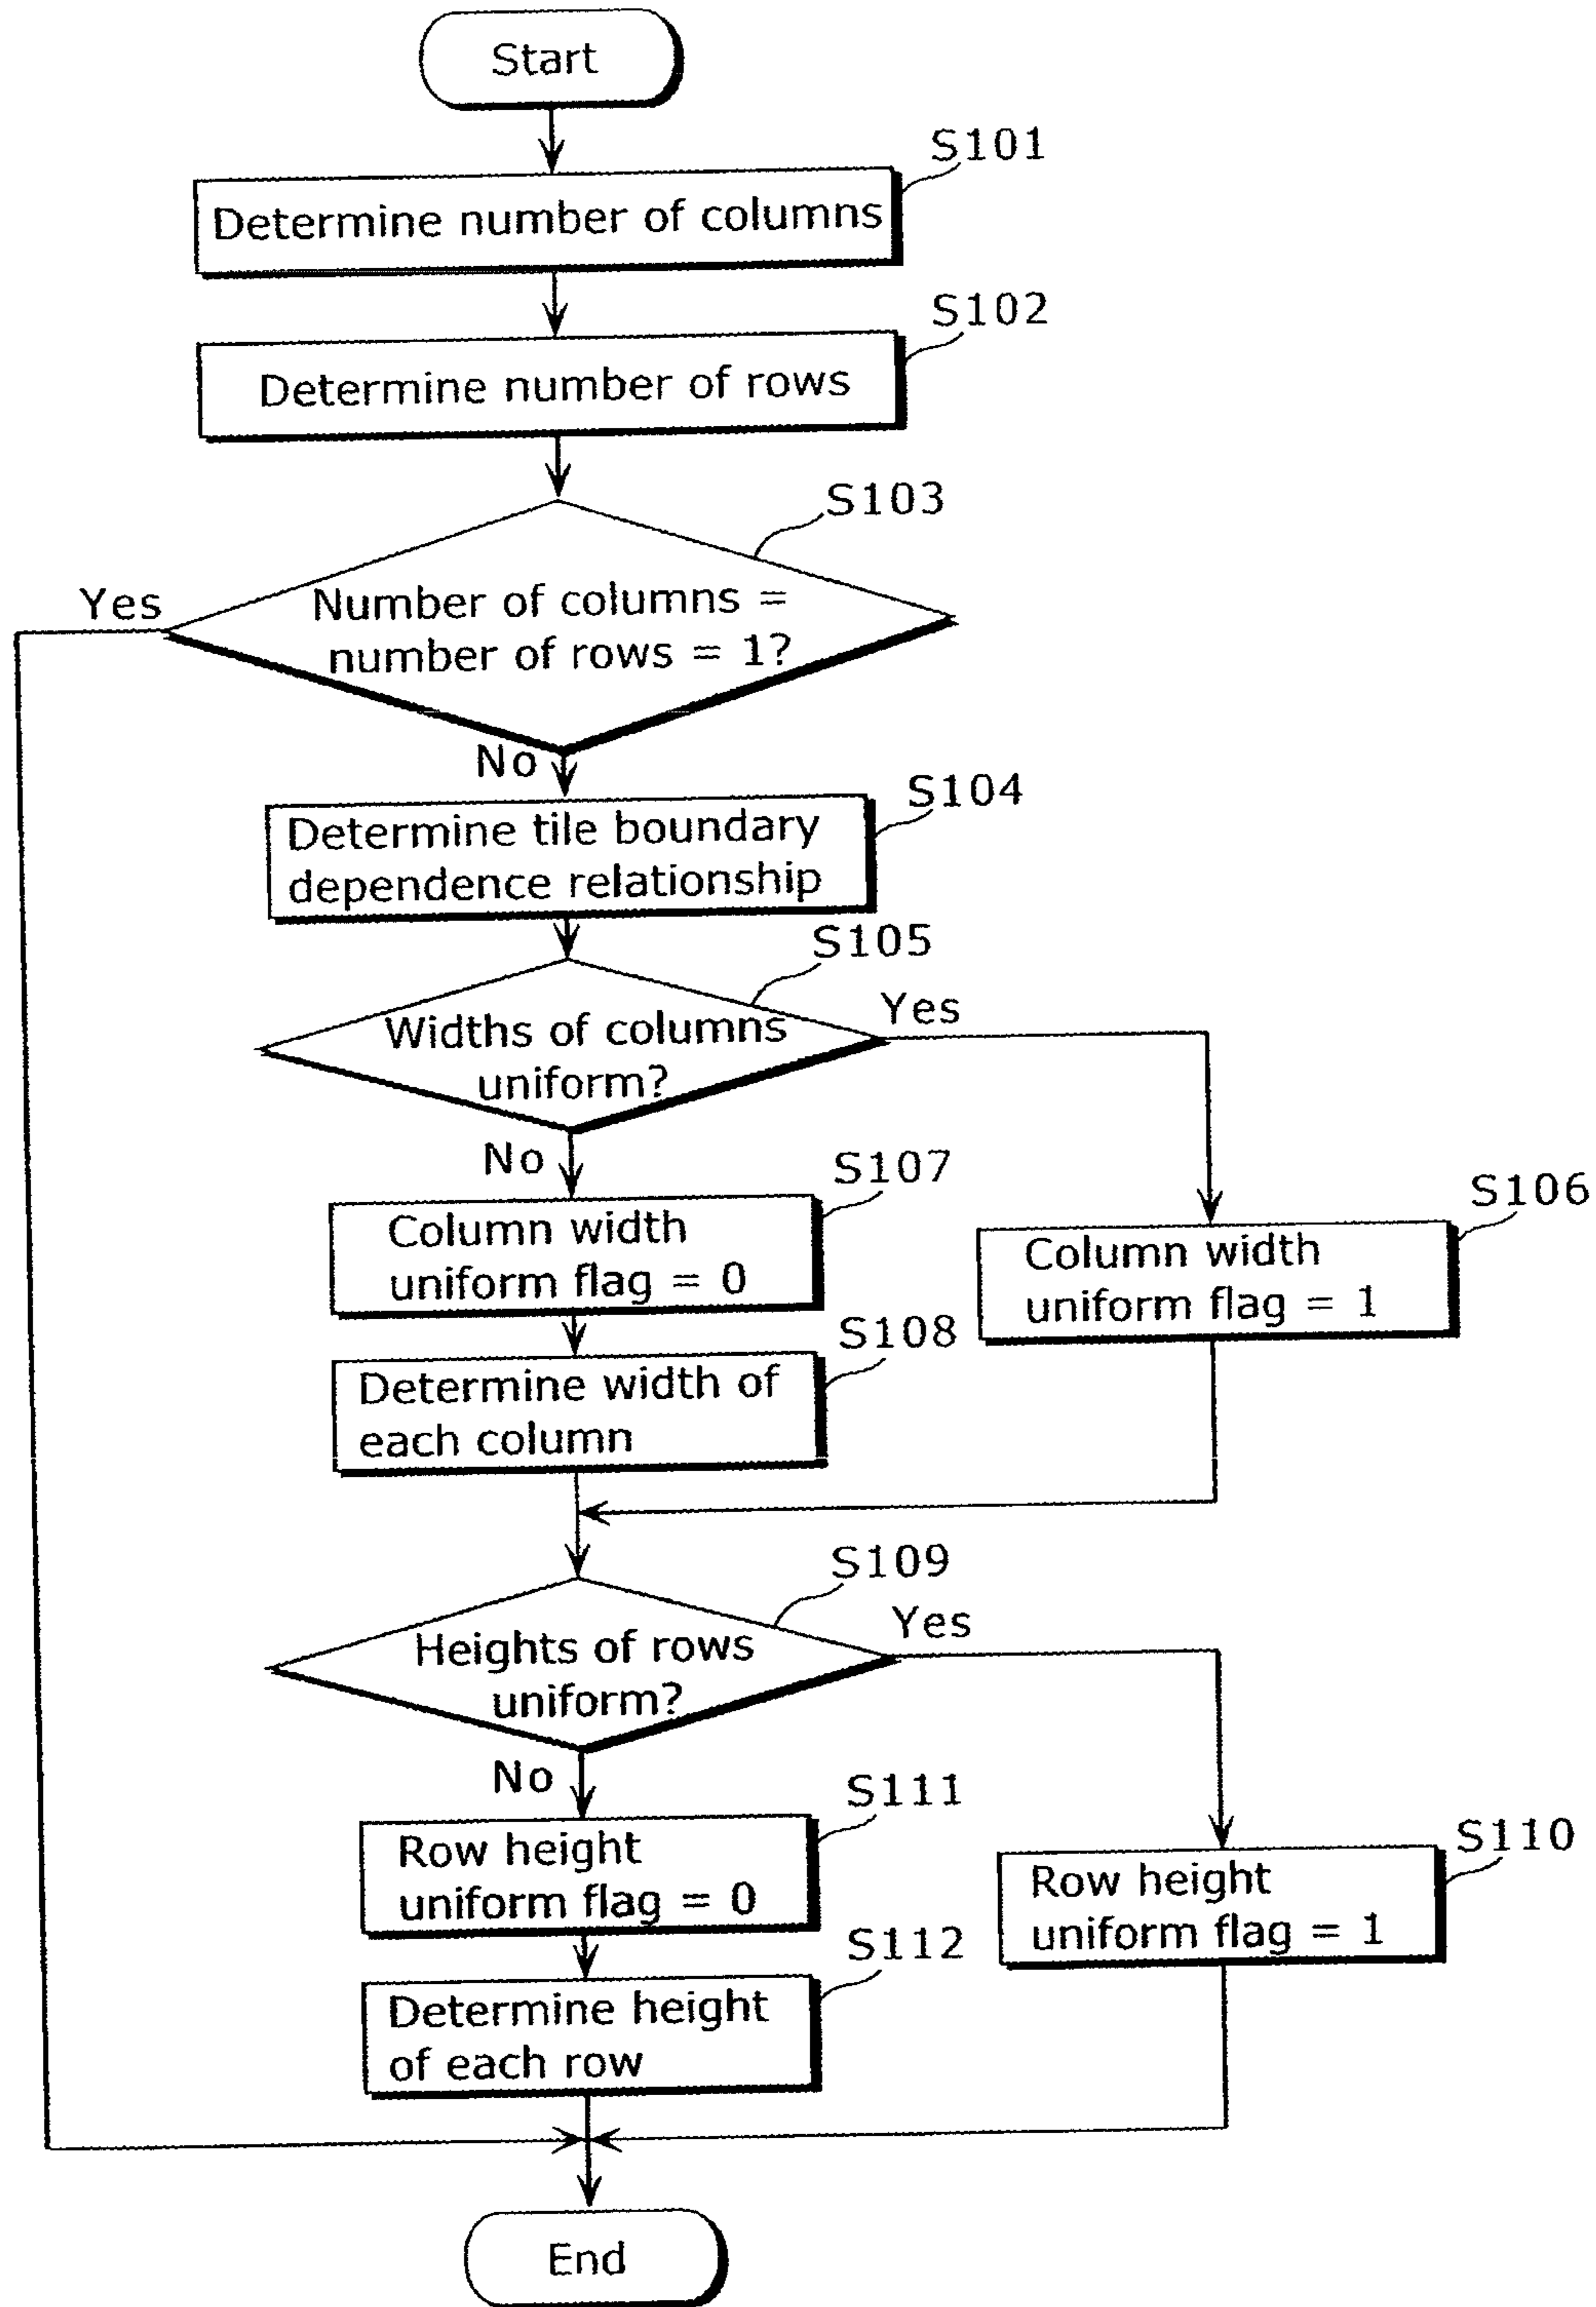 Start
S101
Determine number of columns
S102
Determine number of rows
S103
Yes
Number of columns =
number of rows = 1?
No
S104
Determine tile boundary
dependence relationship
S105
Yes
Widths of columns
uniform?
No
S107
Column width
uniform flag = 0
S106
Column width
uniform flag = 1
S108
Determine width of
each column
S109
Yes
Heights of rows
uniform?
No
S111
Row height
uniform flag = 0
S110
Row height
uniform flag = 1
S112
Determine height
of each row
End